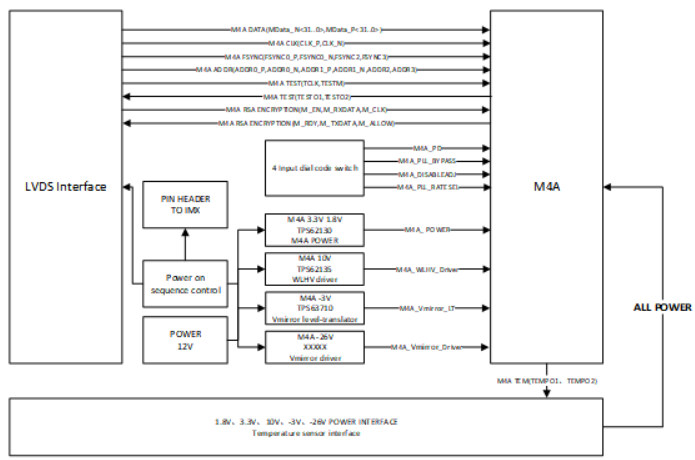 M4A DATA(MData_N<31..0>,MData_P<31..0>)
M4A CLK(CLK_P,CLK_N)
M4A FSYNC(FSYNC0_P,FSYNC0_N,FSYNC2,FSYNC3)
M4A ADDR(ADDR0_P,ADDR0_N,ADDR1_P,ADDR1_N,ADDR2,ADDR3)
M4A TEST(TCLK,TESTM)
M4A TEST(TESTO1,TESTO2)
M4A RSA ENCRYPTION(M_EN,M_RXDATA,M_CLK)
M4A RSA ENCRYPTION(M_RDY,M_TXDATA,M_ALLOW)
LVDS Interface
4 Input dial code switch
M4A_PD
M4A_PLL_BYPASS
M4A_DISABLEADJ
M4A_PLL_RATESEL
M4A
PIN HEADER
TO IMX
Power on
sequence control
POWER
12V
M4A 3.3V 1.8V
TPS62130
M4A POWER
M4A_ POWER
M4A 10V
TPS62135
WLHV driver
M4A_WLHV_Driver
M4A -3V
TPS63710
Vmirror level-translator
M4A_Vmirror_LT
M4A -26V
XXXXX
Vmirror driver
M4A_Vmirror_Driver
ALL POWER
M4A TEM(TEMPO1，TEMPO2)
1.8V、3.3V、10V、-3V、-26V POWER INTERFACE
Temperature sensor interface